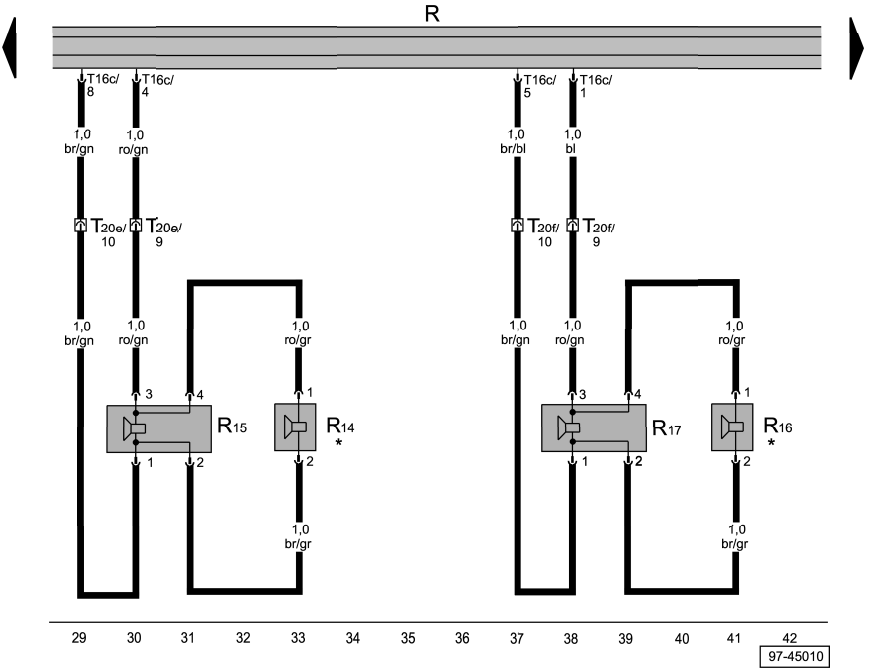 R
T16c/
8
T16c/
4
T16c/
5
T16c/
1
1,0
br/gn
1,0
ro/gn
1,0
br/bl
1,0
bl
T20e/
10
T20e/
9
T20f/
10
T20f/
9
1,0
br/gn
1,0
ro/gn
1,0
ro/gr
1,0
br/gn
1,0
ro/gn
1,0
ro/gr
3
4
1
3
4
1
R15
R14
*
R17
R16
*
1
2
2
1
2
2
1,0
br/gr
1,0
br/gr
29 30 31 32 33 34 35 36 37 38 39 40 41 42
97-45010